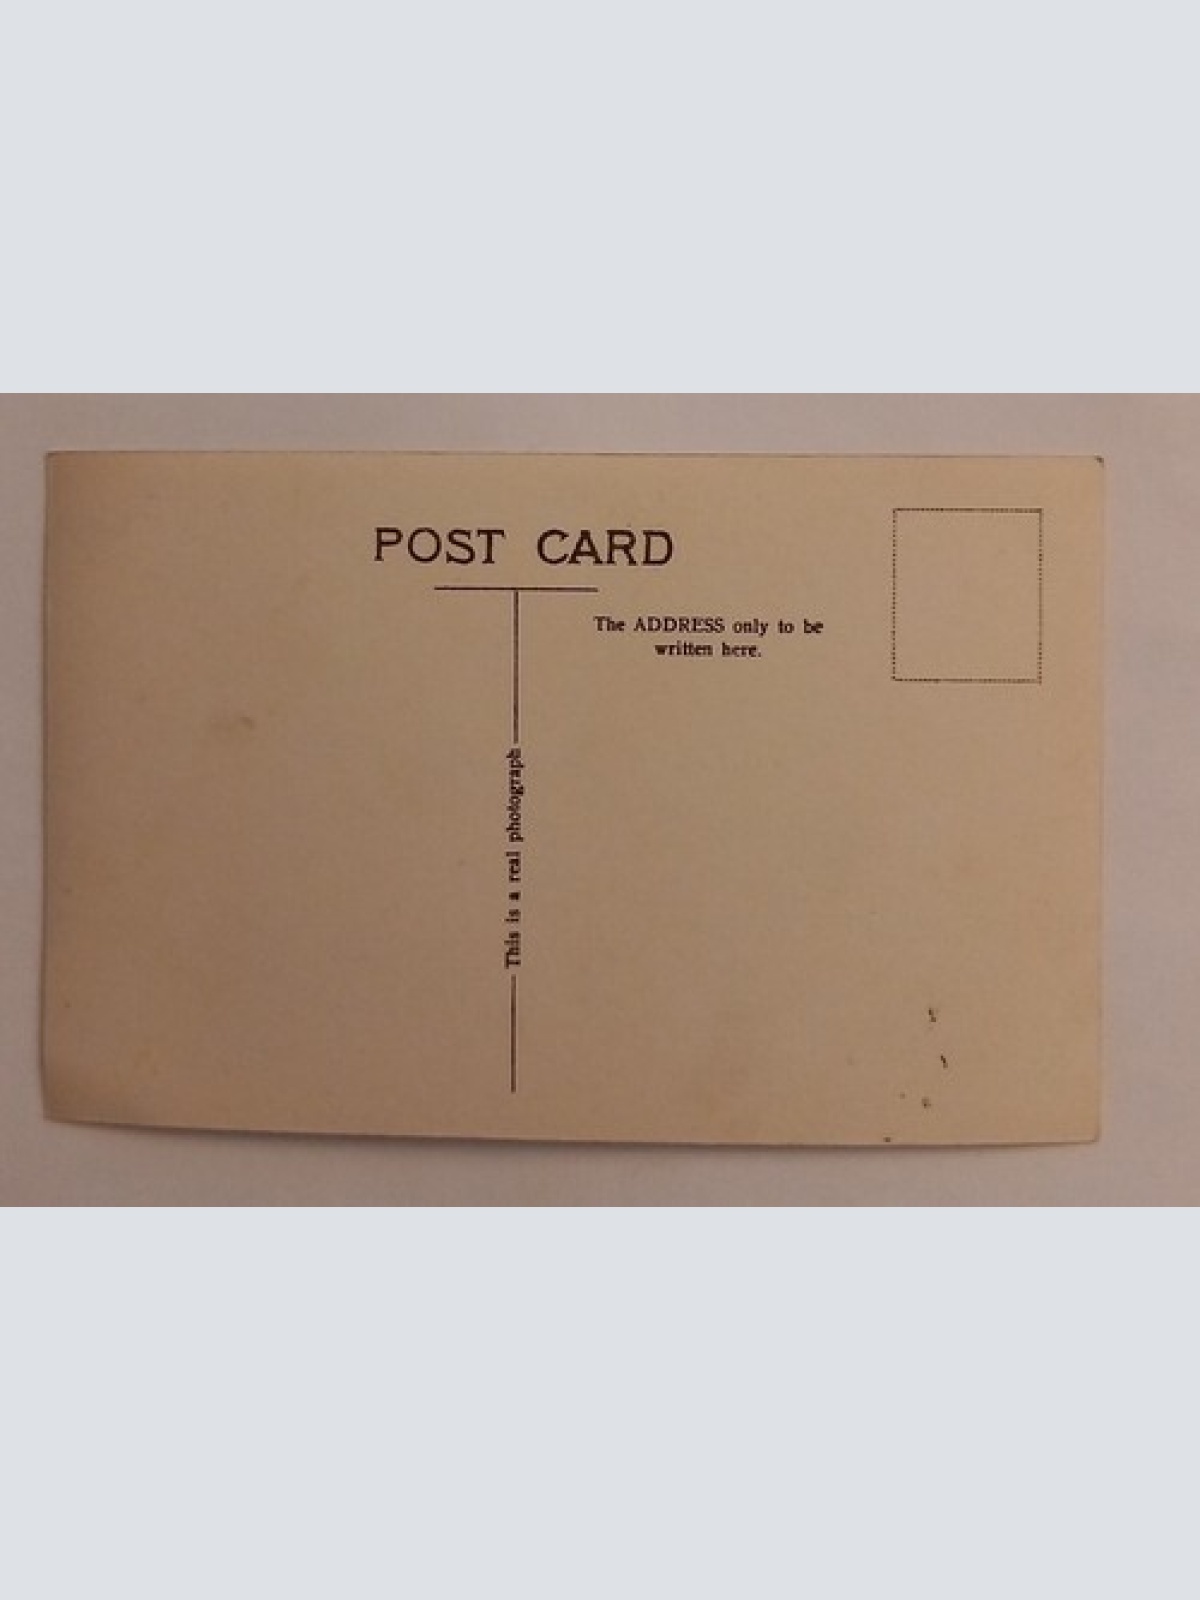 POST CARD
The ADDRESS only to be
written here.
This is a real photograph